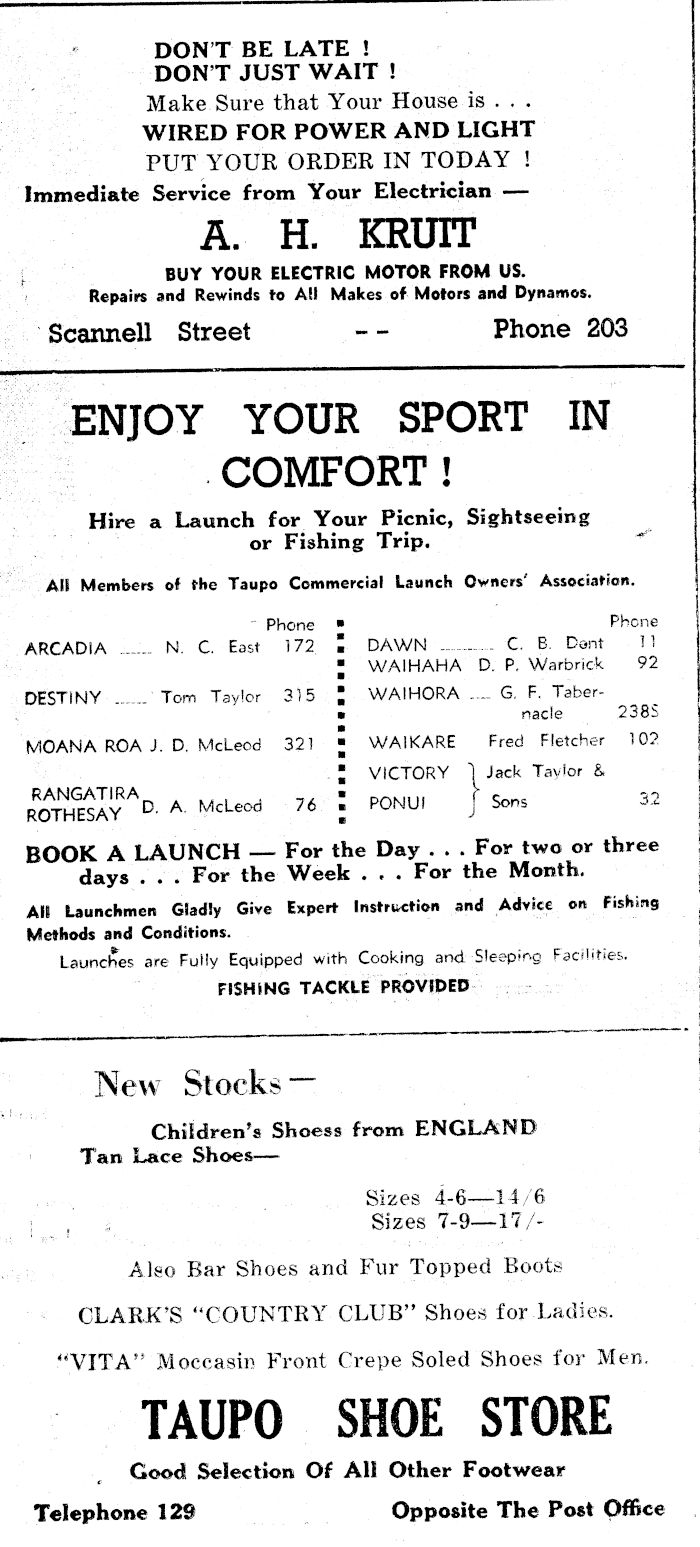 DON'T BE LATE !
DON'T JUST WAIT !
Make Sure that Your House is . . .
WIRED FOR POWER AND LIGHT
PUT YOUR ORDER IN TODAY !
Immediate Service from Your Electrician —
A. H. KRUIT
BUY YOUR ELECTRIC MOTOR FROM US.
Repairs and Rewinds to All Makes of Motors and Dynamos.
Scannell Street -- Phone 203
ENJOY YOUR SPORT IN
COMFORT !
Hire a Launch for Your Picnic, Sightseeing
or Fishing Trip.
All Members of the Taupo Commercial Launch Owners' Association.
Phone
ARCADIA ...... N. C. East 172
DESTINY ...... Tom Taylor 315
MOANA ROA J. D. McLeod 321
RANGATIRA
ROTHESAY D. A. McLeod 76
Phone
DAWN ............ C. B. Dent 11
WAIHAHA D. P. Warbrick 92
WAIHORA .... G. F. Taber-
nacle 238S
WAIKARE Fred Fletcher 102
VICTORY } Jack Taylor &
PONUI } Sons 32
BOOK A LAUNCH — For the Day . . . For two or three
days . . . For the Week . . . For the Month.
All Launchmen Gladly Give Expert Instruction and Advice on Fishing
Methods and Conditions.
Launches are Fully Equipped with Cooking and Sleeping Facilities.
FISHING TACKLE PROVIDED
New Stocks—
Children's Shoess from ENGLAND
Tan Lace Shoes—
Sizes 4-6—14/6
Sizes 7-9—17/-
Also Bar Shoes and Fur Topped Boots
CLARK'S "COUNTRY CLUB" Shoes for Ladies.
"VITA" Moccasin Front Crepe Soled Shoes for Men.
TAUPO SHOE STORE
Good Selection Of All Other Footwear
Telephone 129 Opposite The Post Office